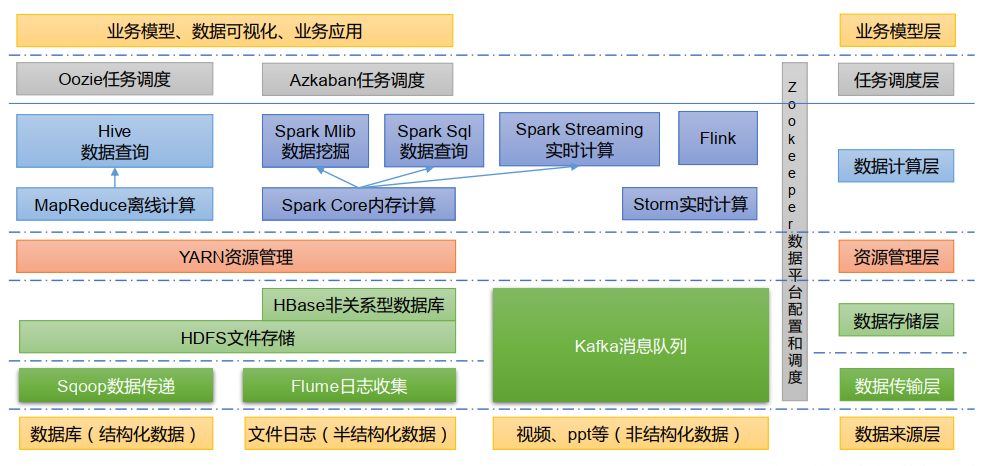 业务模型、数据可视化、业务应用
业务模型层
Oozie任务调度
Azkaban任务调度
任务调度层
Hive
数据查询
Spark Mlib
数据挖掘
Spark Sql
数据查询
Spark Streaming
实时计算
Flink
数据计算层
MapReduce离线计算
Spark Core内存计算
Storm实时计算
Zookeeper数据平台配置和调度
YARN资源管理
资源管理层
HBase非关系型数据库
HDFS文件存储
Kafka消息队列
数据存储层
Sqoop数据传递
Flume日志收集
数据传输层
数据库（结构化数据）
文件日志（半结构化数据）
视频、ppt等（非结构化数据）
数据来源层